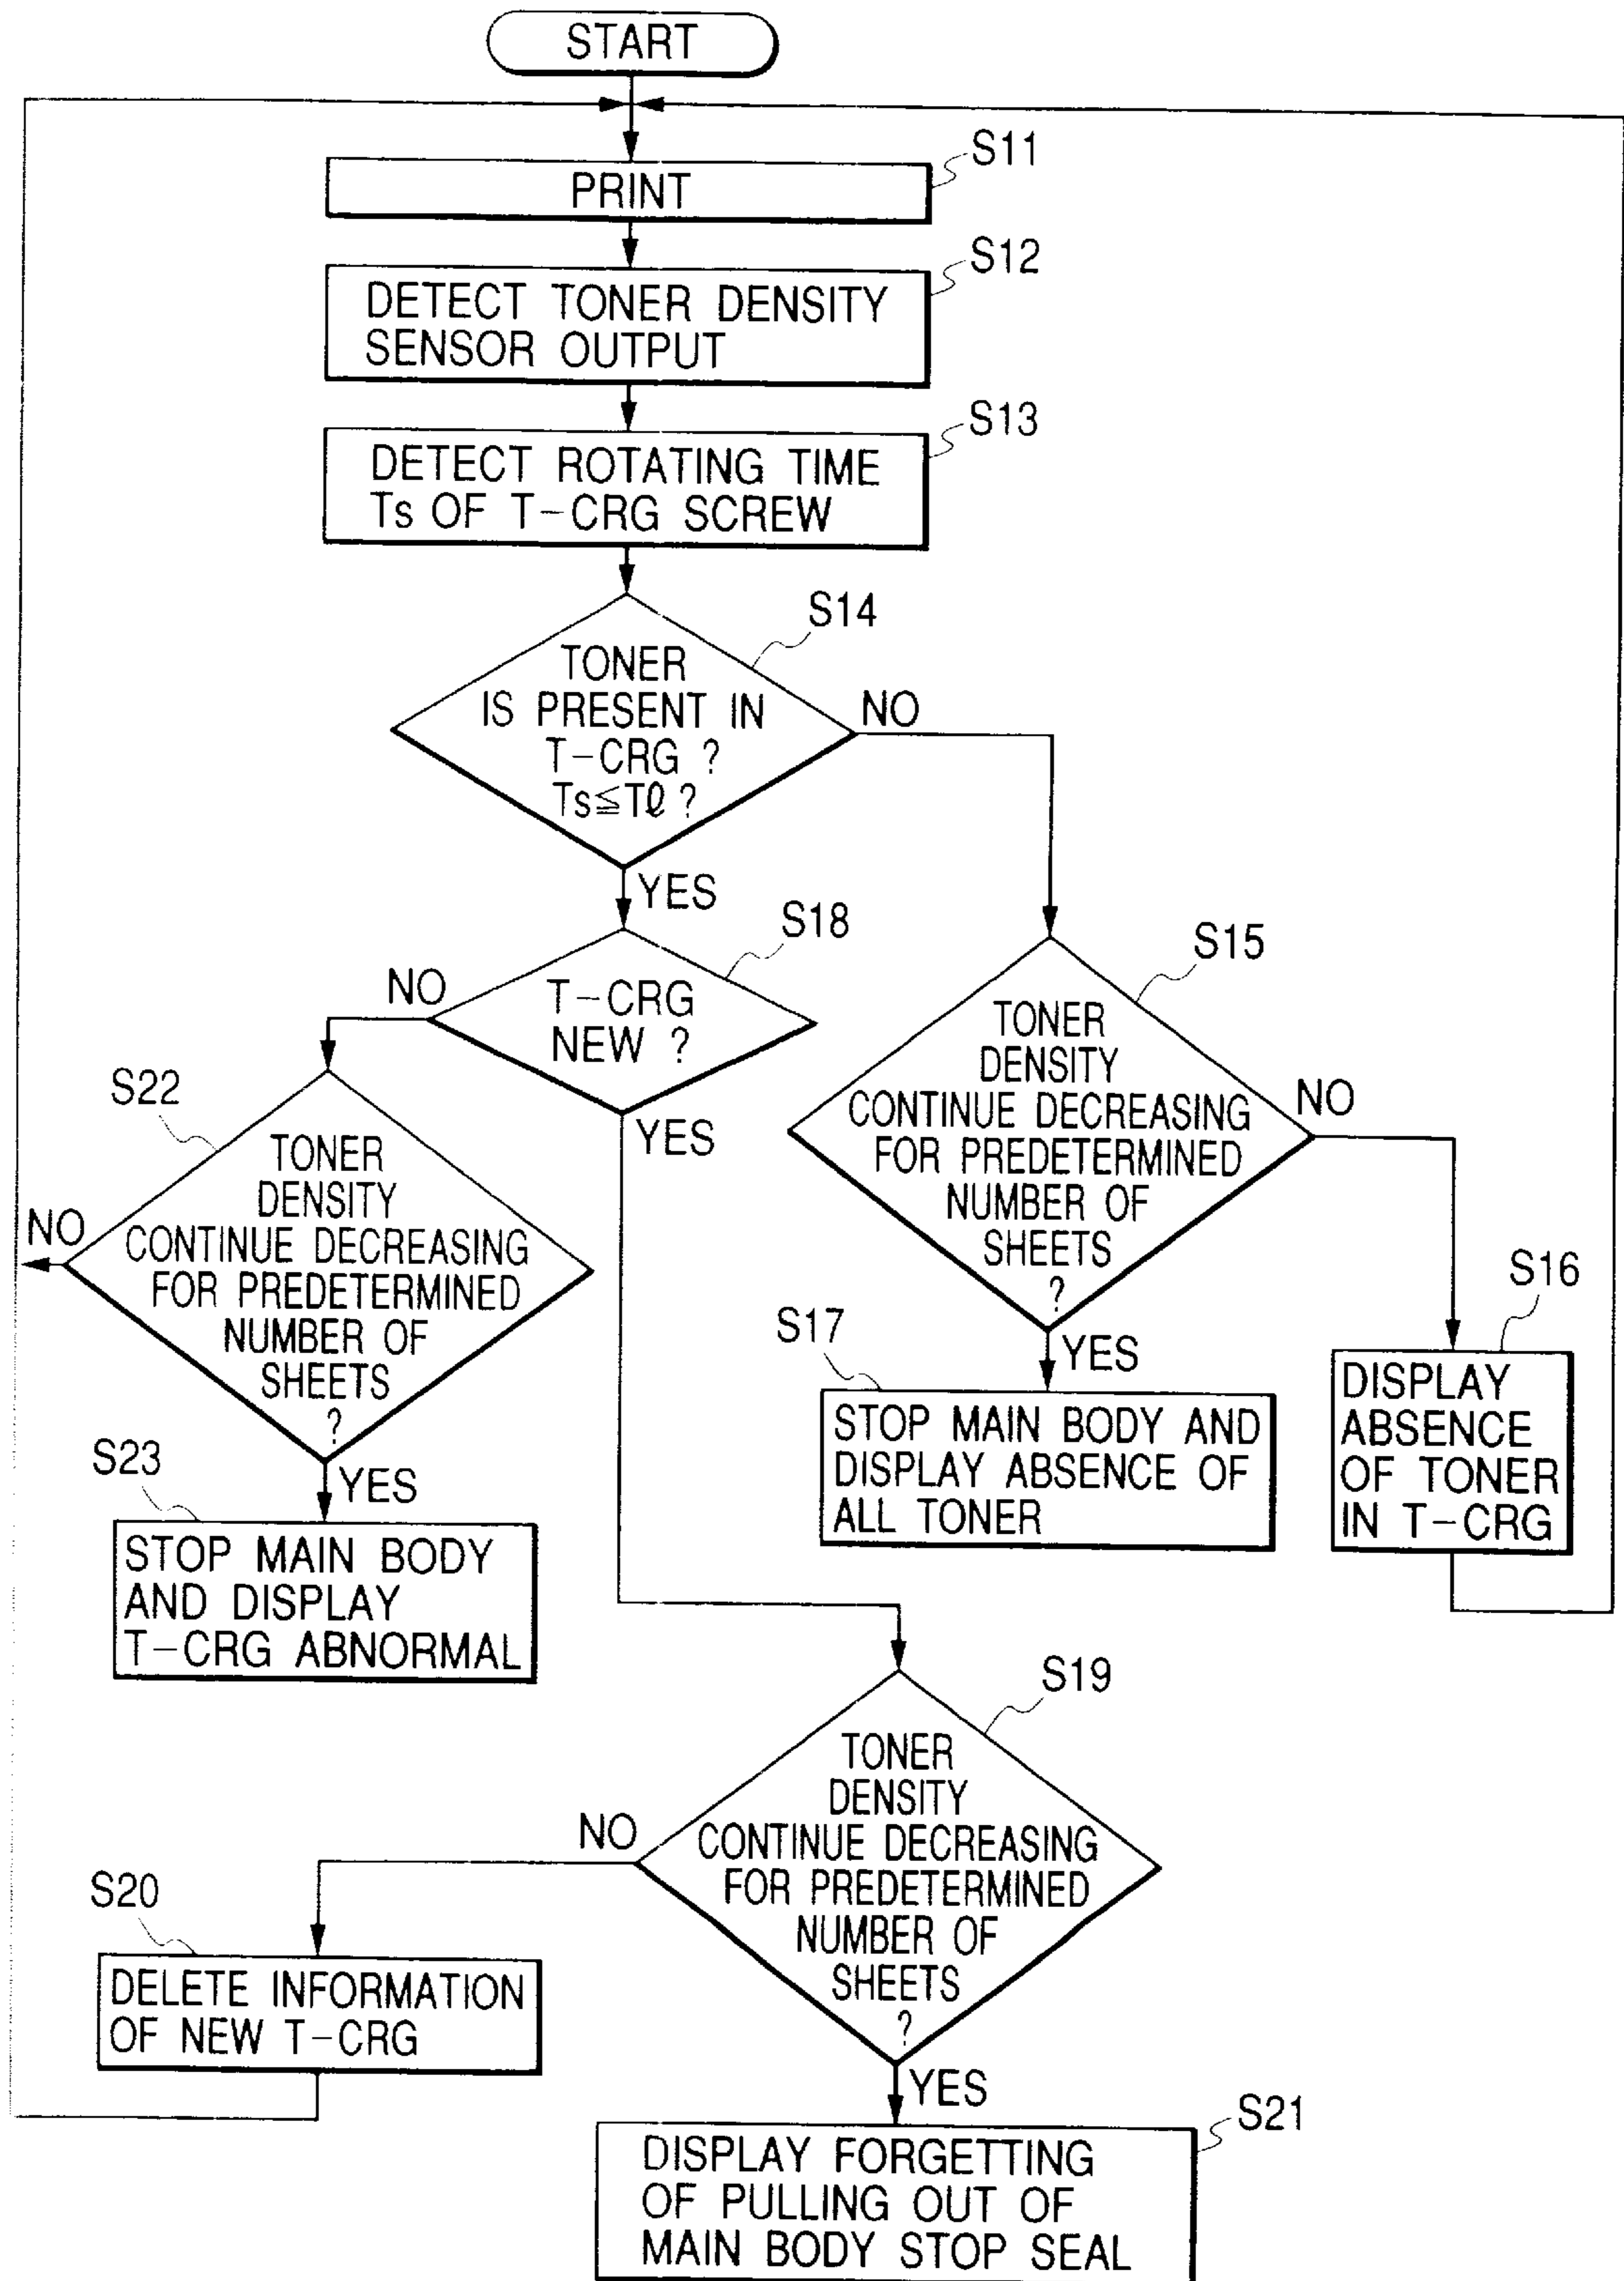 START
S11
PRINT
S12
DETECT TONER DENSITY
SENSOR OUTPUT
S13
DETECT ROTATING TIME
Ts OF T-CRG SCREW
S14
TONER
IS PRESENT IN
T-CRG ?
Ts≦Tℓ ?
NO
YES
S18
T-CRG
NEW ?
NO
YES
S15
TONER
DENSITY
CONTINUE DECREASING
FOR PREDETERMINED
NUMBER OF
SHEETS
?
NO
YES
S22
TONER
DENSITY
CONTINUE DECREASING
FOR PREDETERMINED
NUMBER OF
SHEETS
?
NO
YES
S16
DISPLAY
ABSENCE
OF TONER
IN T-CRG
S17
STOP MAIN BODY AND
DISPLAY ABSENCE OF
ALL TONER
S23
STOP MAIN BODY
AND DISPLAY
T-CRG ABNORMAL
S19
TONER
DENSITY
CONTINUE DECREASING
FOR PREDETERMINED
NUMBER OF
SHEETS
?
NO
YES
S20
DELETE INFORMATION
OF NEW T-CRG
S21
DISPLAY FORGETTING
OF PULLING OUT OF
MAIN BODY STOP SEAL